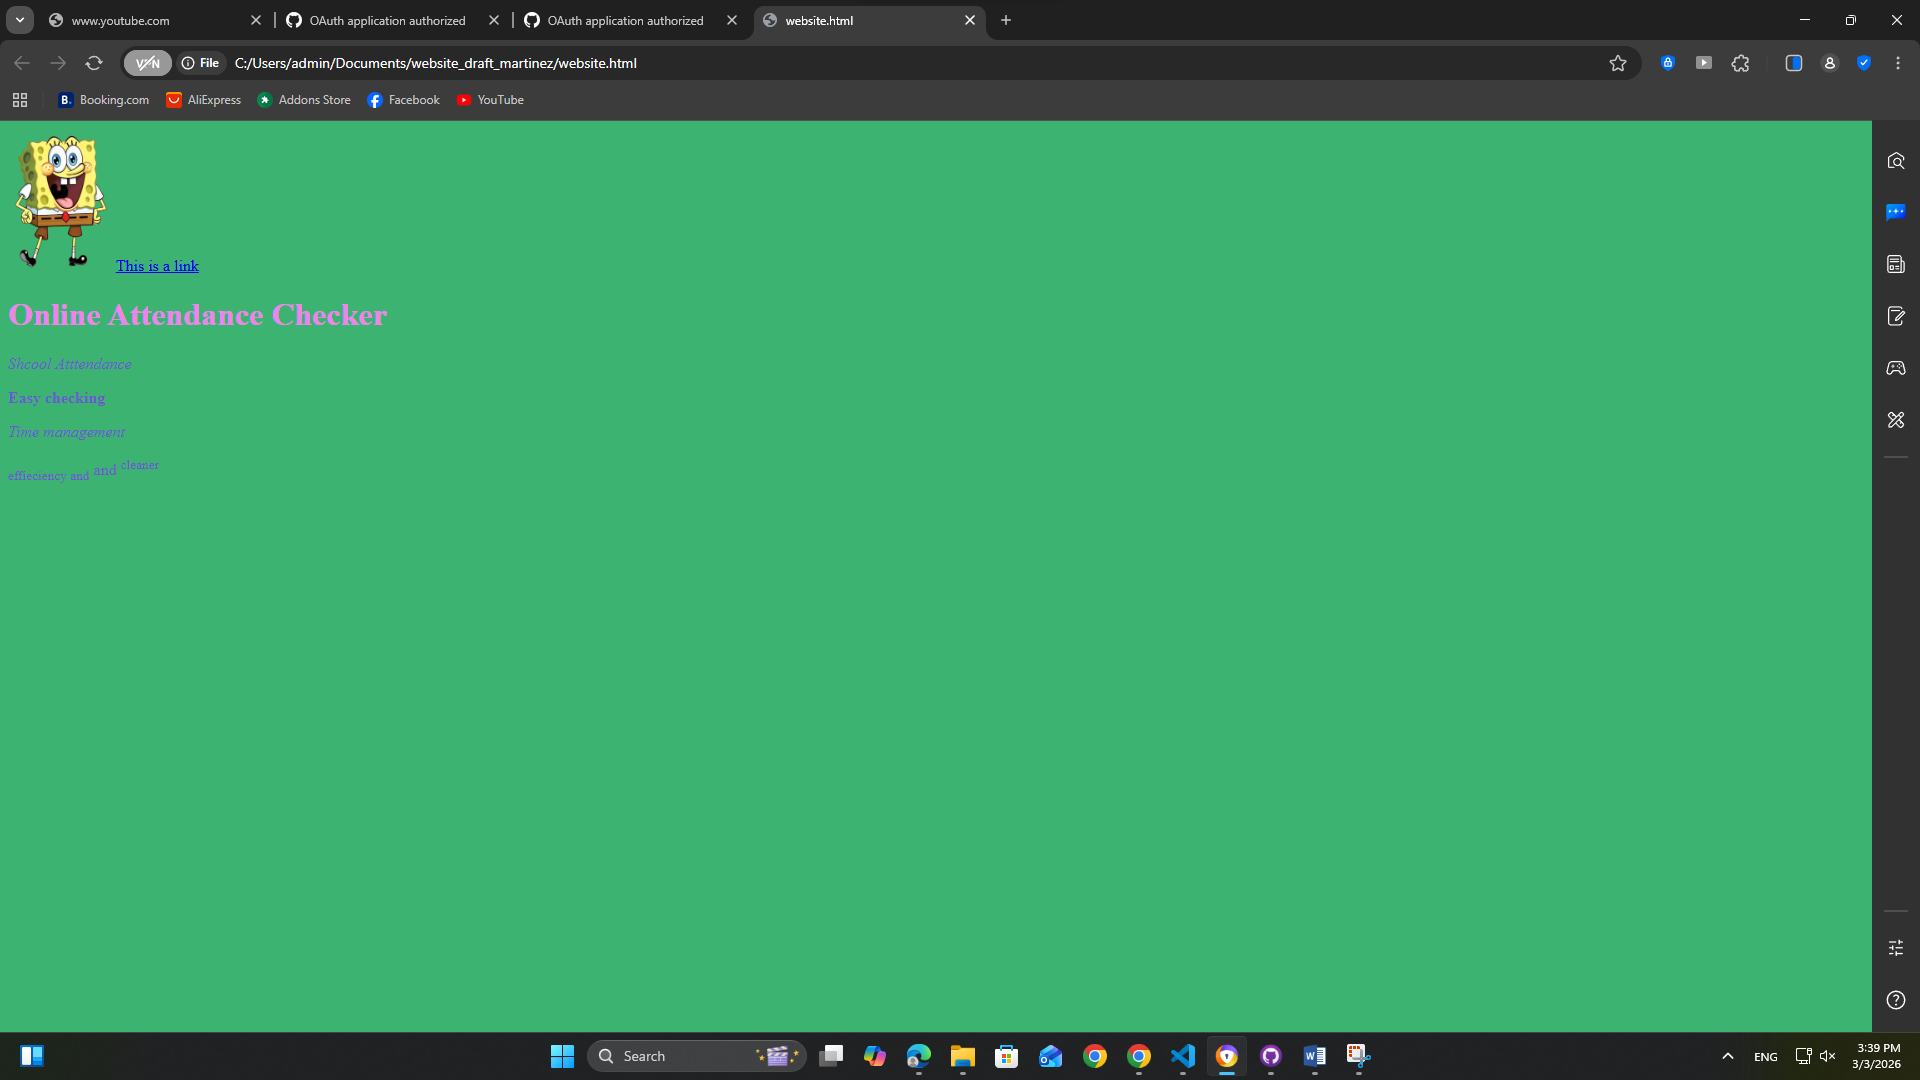 www.youtube.com
OAuth application authorized
OAuth application authorized
website.html
VPN
File
C:/Users/admin/Documents/website_draft_martinez/website.html
B. Booking.com
AliExpress
Addons Store
Facebook
YouTube
This is a link
Online Attendance Checker
Shcool Atttendance
Easy checking
Time management
effieciency and and cleaner
Search
ENG
3:39 PM
3/3/2026